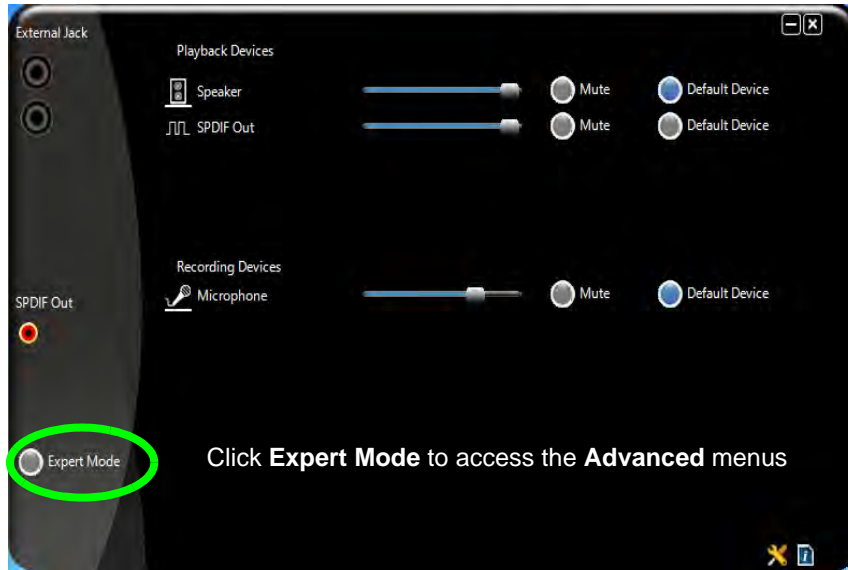 External Jack
Playback Devices
Speaker Mute Default Device
SPDIF Out Mute Default Device
Recording Devices
Microphone Mute Default Device
SPDIF Out
Expert Mode
Click Expert Mode to access the Advanced menus
i